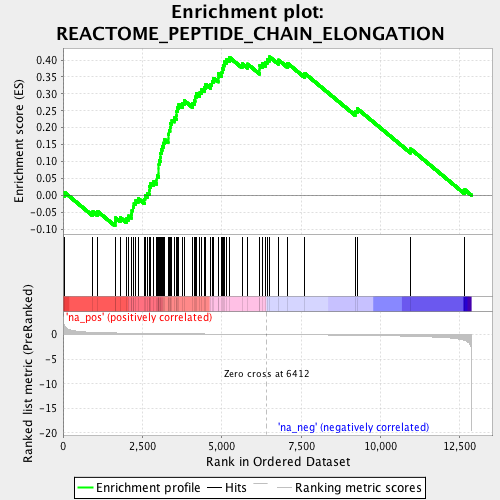 Enrichment plot:
REACTOME_PEPTIDE_CHAIN_ELONGATION
Enrichment score (ES)
0.40
0.35
0.30
0.25
0.20
0.15
0.10
0.05
0.00
-0.05
-0.10
'na_pos' (positively correlated)
Ranked list metric (PreRanked)
0
-5
-10
-15
-20
Zero cross at 6412
'na_neg' (negatively correlated)
0
2,500
5,000
7,500
10,000
12,500
Rank in Ordered Dataset
Enrichment profile
Hits
Ranking metric scores